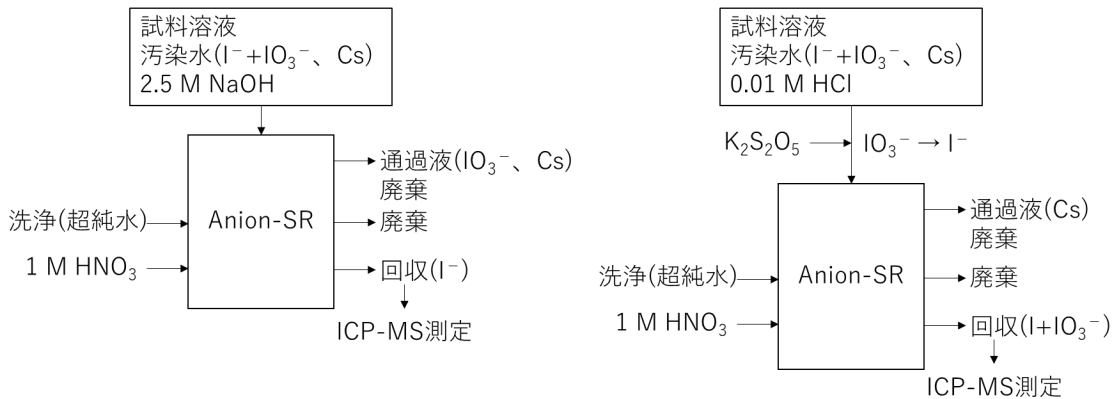 試料溶液
汚染水(I⁻+IO₃⁻、Cs)
2.5 M NaOH
Anion-SR
通過液(IO₃⁻、Cs)
廃棄
洗浄(超純水)
廃棄
1 M HNO₃
回収(I⁻)
ICP-MS測定
試料溶液
汚染水(I⁻+IO₃⁻、Cs)
0.01 M HCl
K₂S₂O₅
IO₃⁻ → I⁻
Anion-SR
通過液(Cs)
廃棄
洗浄(超純水)
廃棄
1 M HNO₃
回収(I+IO₃⁻)
ICP-MS測定